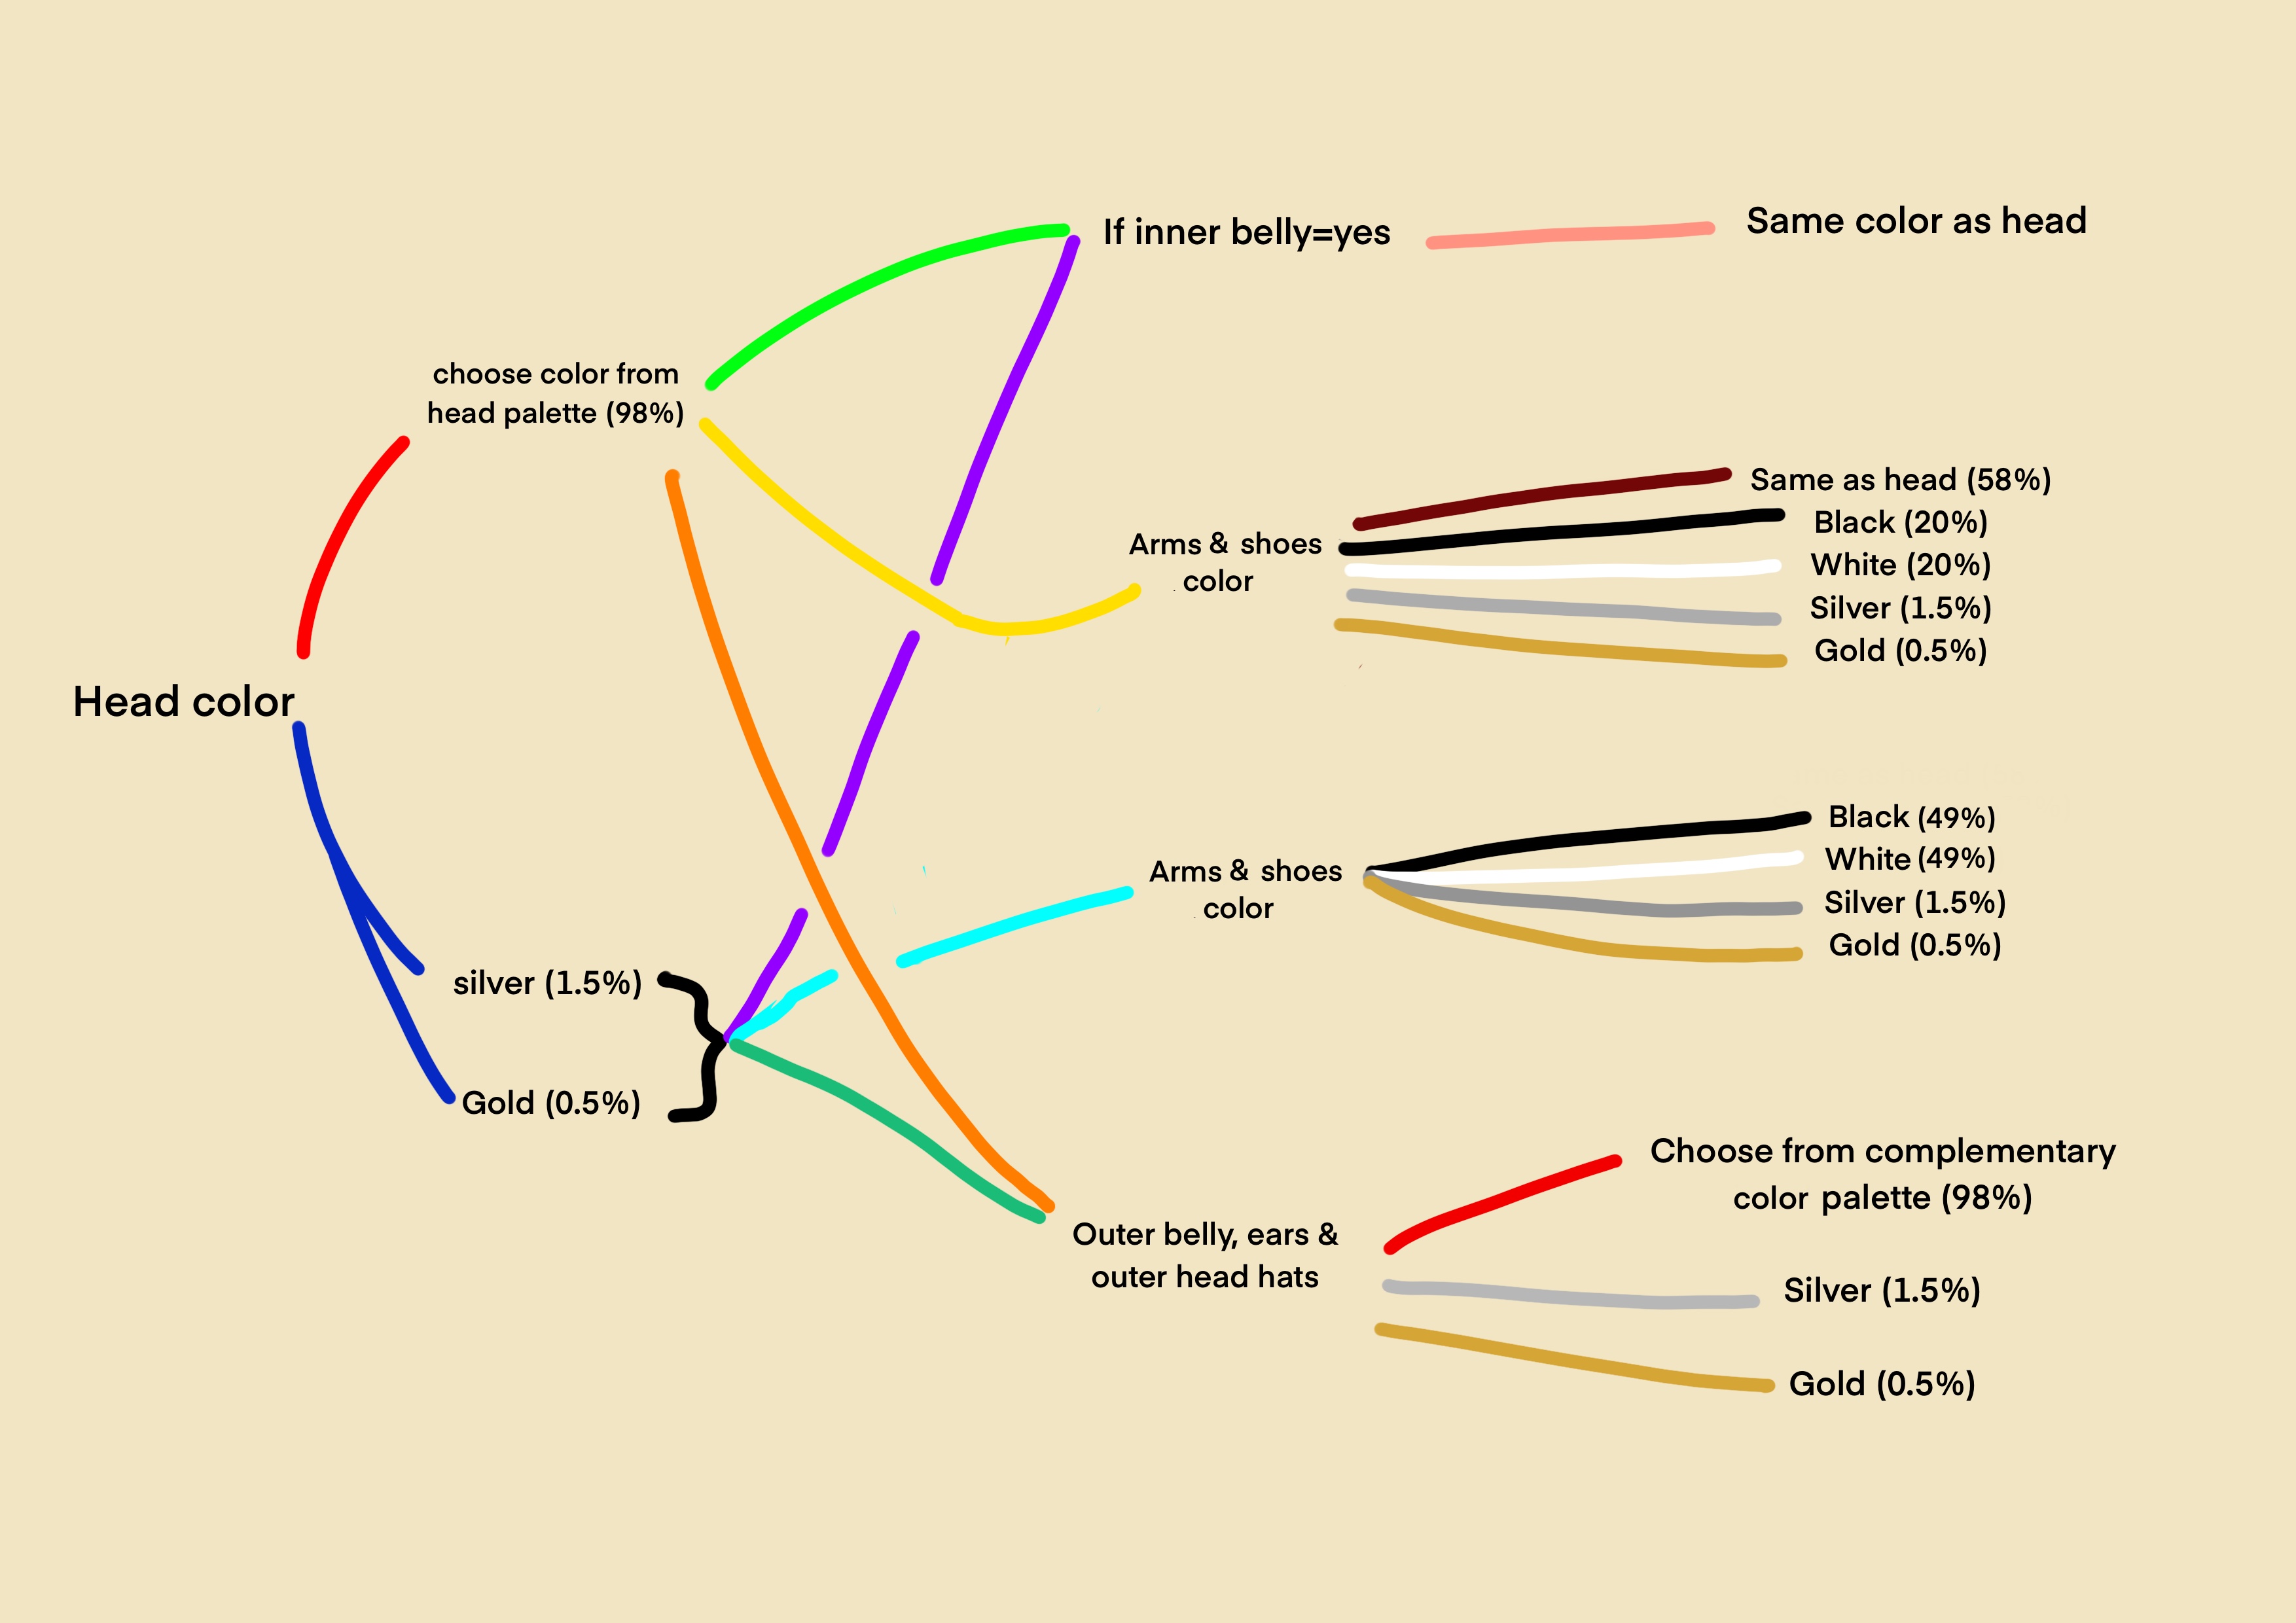 If inner belly=yes
Same color as head
choose color from
head palette (98%)
Same as head (58%)
Black (20%)
Arms & shoes
color
White (20%)
Silver (1.5%)
Gold (0.5%)
Head color
Black (49%)
White (49%)
Arms & shoes
color
Silver (1.5%)
Gold (0.5%)
silver (1.5%)
Gold (0.5%)
Choose from complementary
color palette (98%)
Outer belly, ears &
outer head hats
Silver (1.5%)
Gold (0.5%)